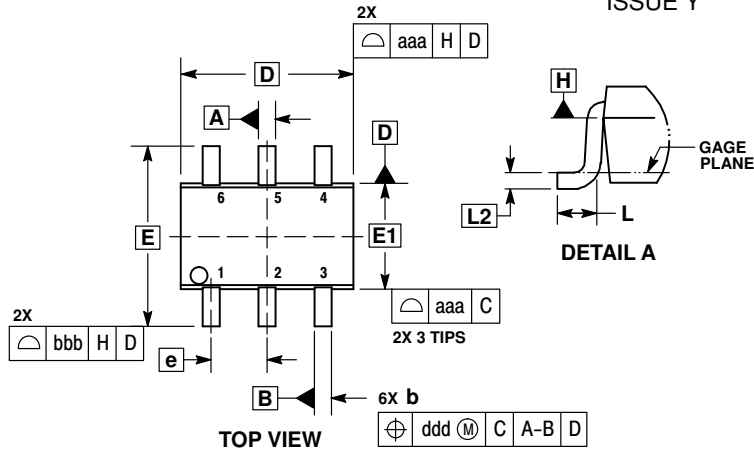 ISSUE Y
2X
aaa H D
D
A
D
H
GAGE
PLANE
6 5 4
E
E1
L2
L
DETAIL A
1 2 3
aaa C
2X 3 TIPS
2X
bbb H D
e
B
6X b
ddd Ⓜ C A-B D
TOP VIEW